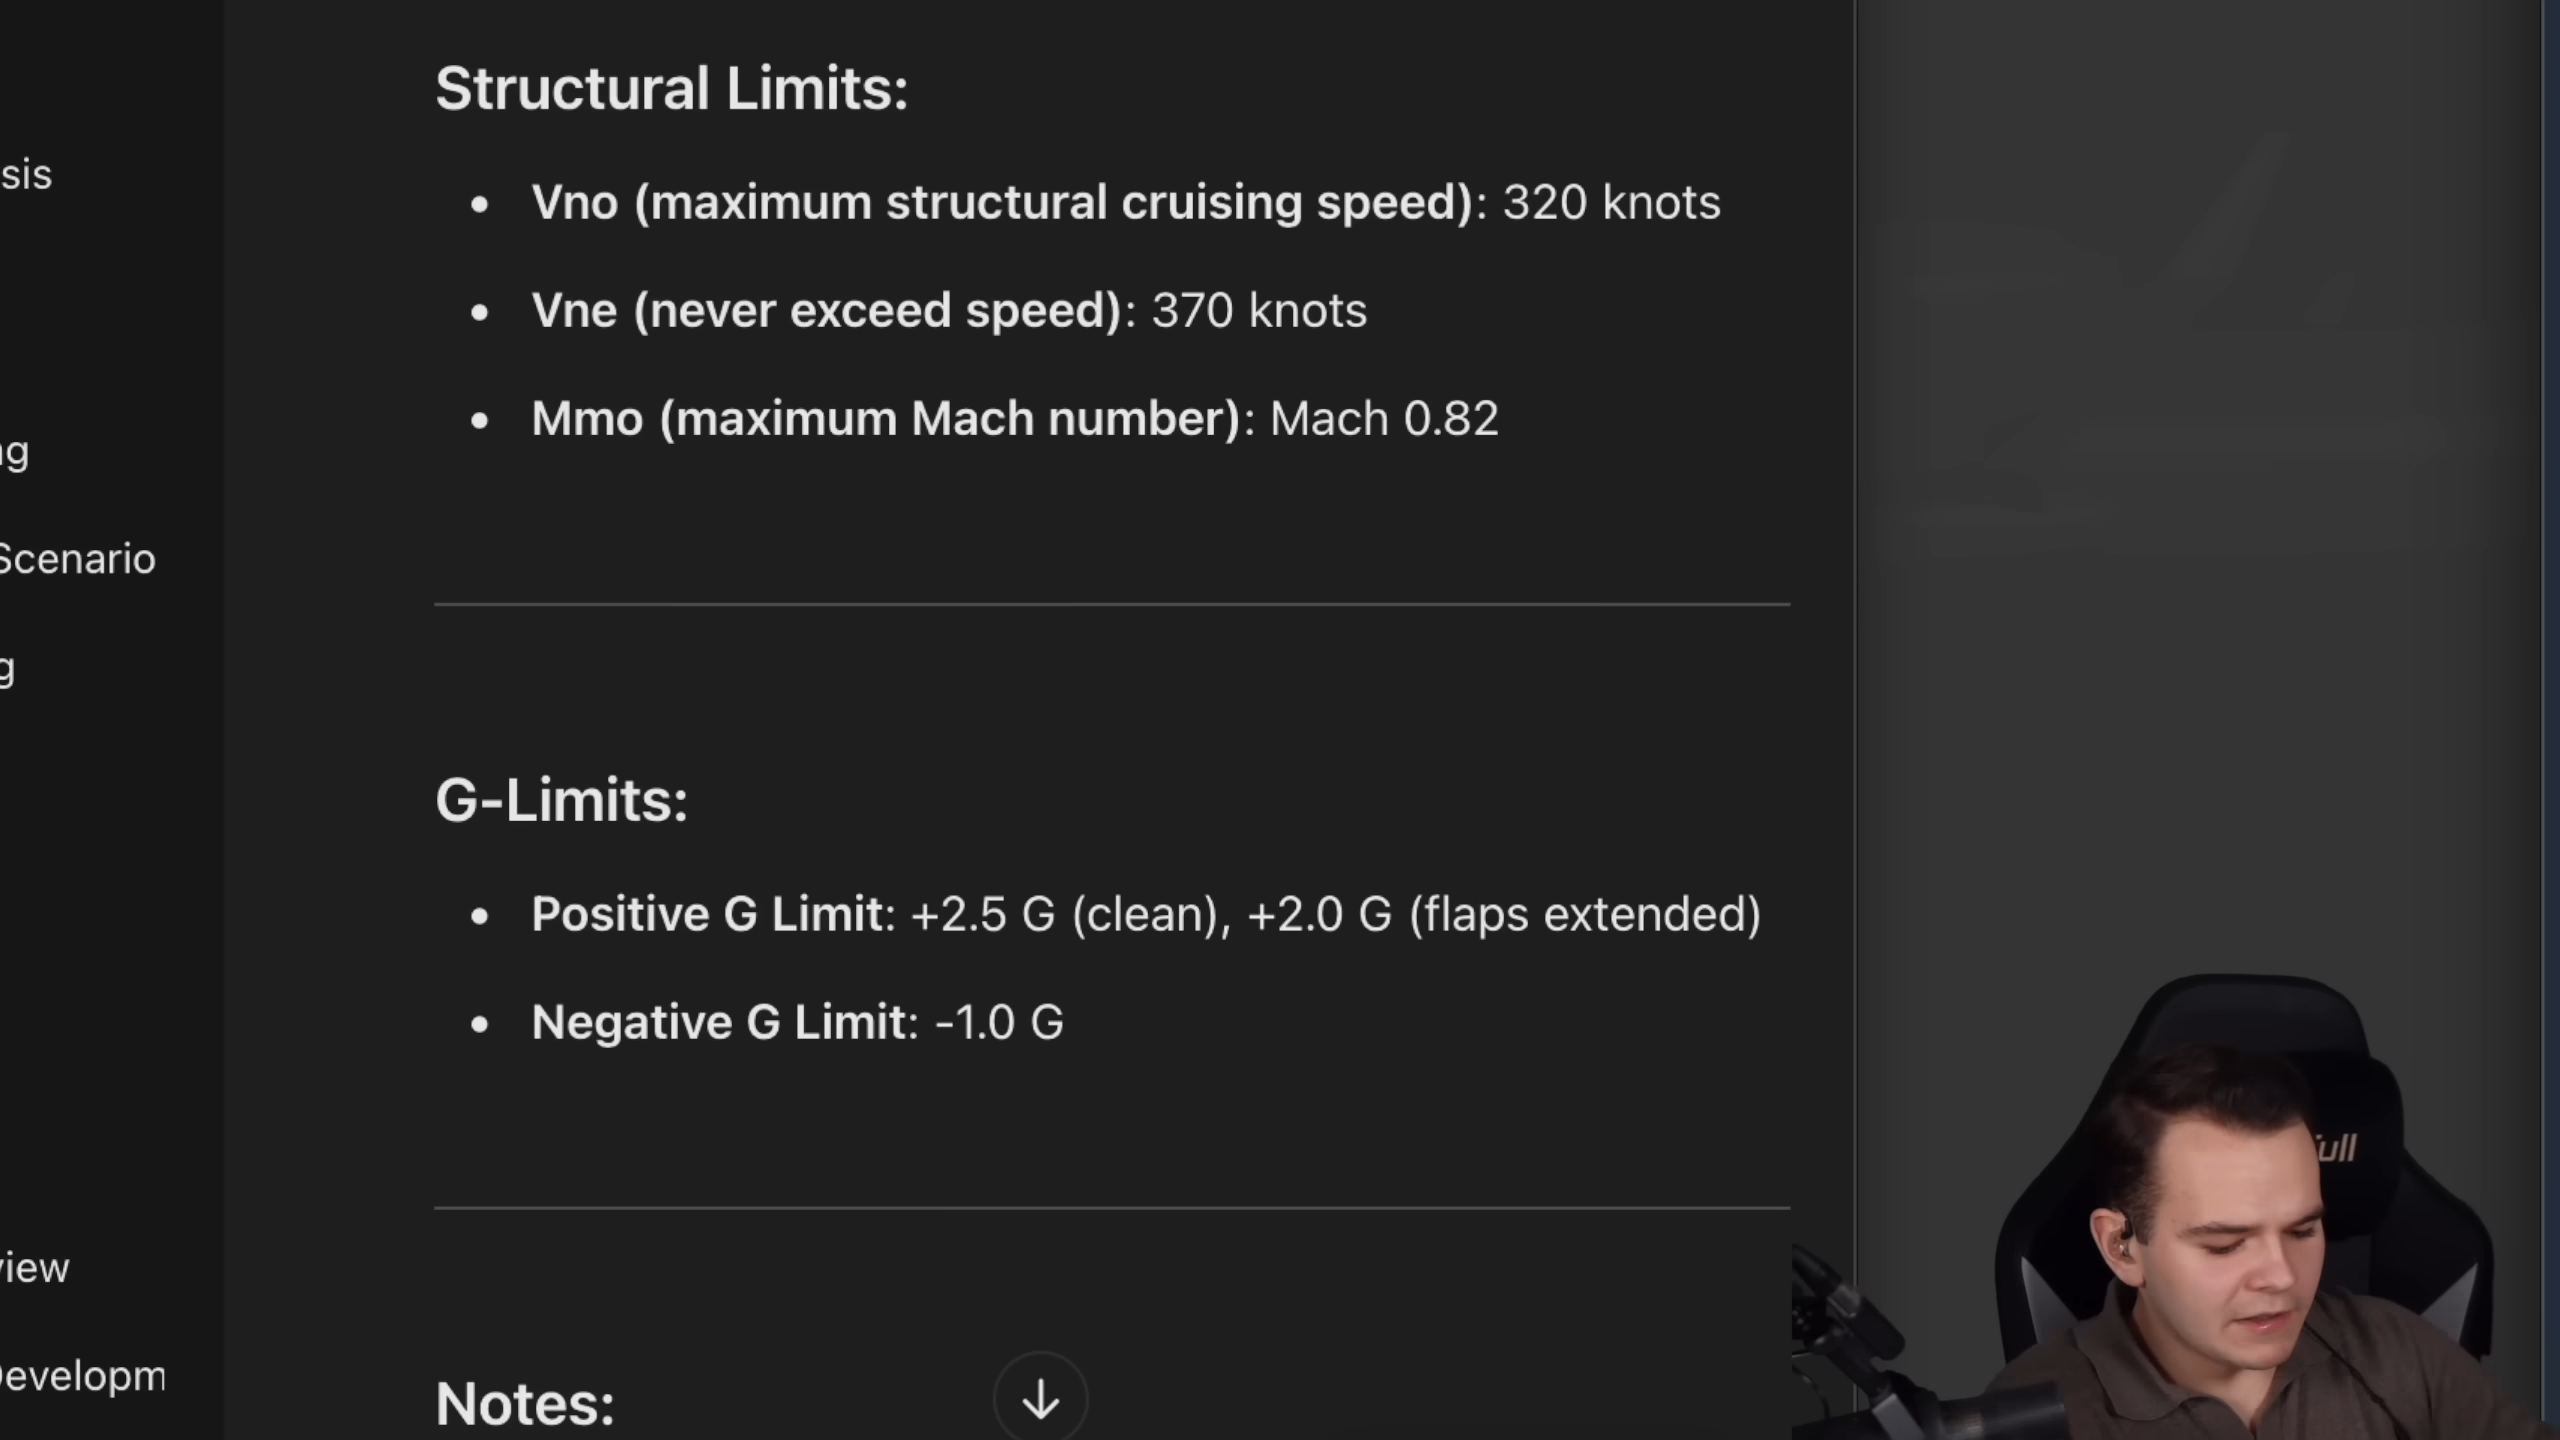 Structural Limits:
sis
• Vno (maximum structural cruising speed): 320 knots
• Vne (never exceed speed): 370 knots
• Mmo (maximum Mach number): Mach 0.82
g
Scenario
g
G-Limits:
• Positive G Limit: +2.5 G (clean), +2.0 G (flaps extended)
• Negative G Limit: -1.0 G
ull
view
Developm
Notes: